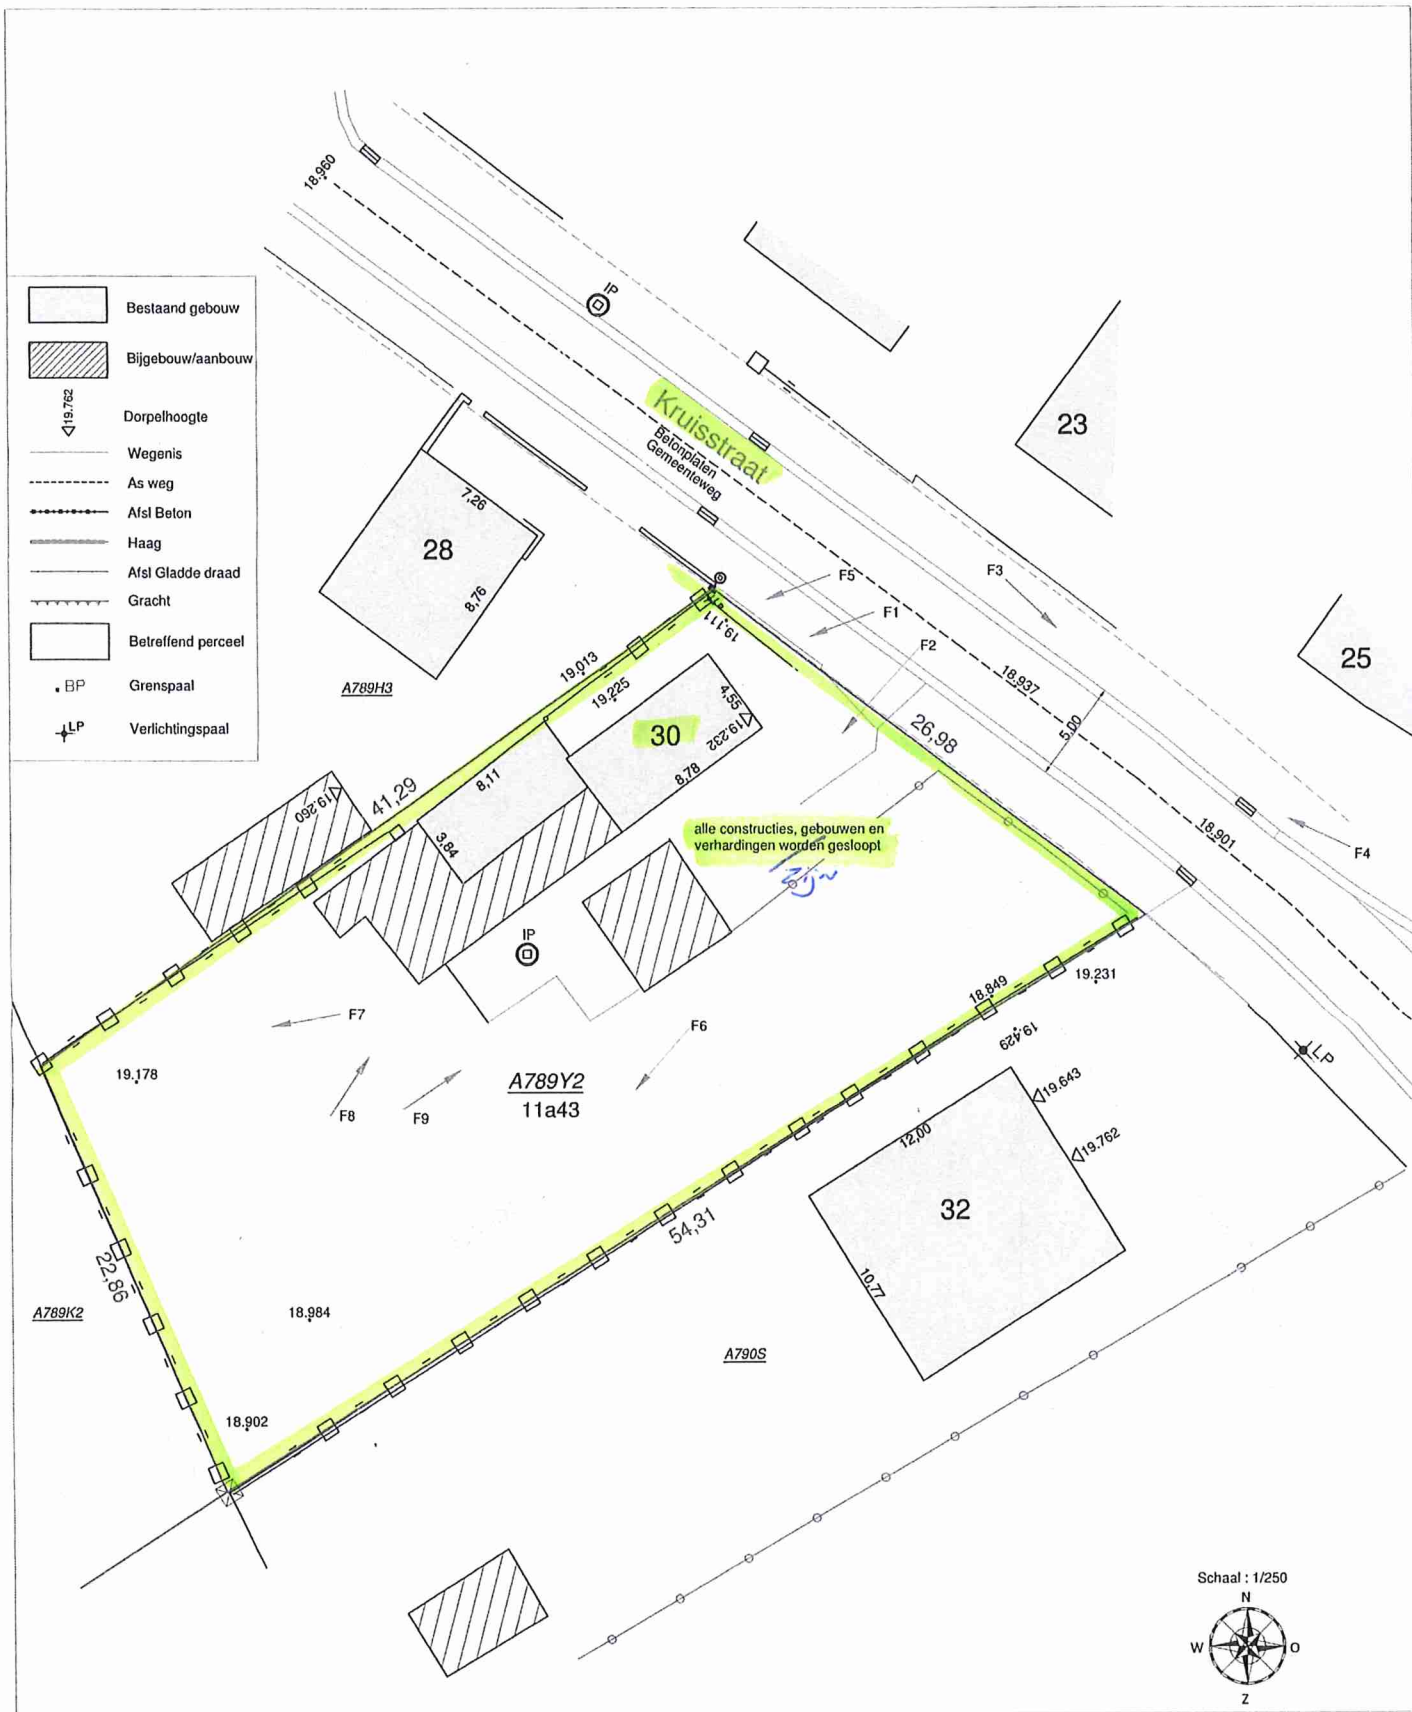 18.960
IP
Bestaand gebouw
Bijgebouw/aanbouw
19.762
Dorpelhoogte
Wegenis
As weg
Afsl Beton
Haag
Afsl Gladde draad
Gracht
Betreffend perceel
. BP
Grenspaal
LP
Verlichtingspaal
Kruisstraat
Betonplaten
Gemeenteweg
23
7,26
28
8,76
F3
F5
F1
F2
25
19.111
18.937
5,00
19.013
19.225
A789H3
4,55
19.232
30
26,98
8,78
8,11
41,29
19.260
3,84
18.901
F4
alle constructies, gebouwen en
verhardingen worden gesloopt
zijn
IP
19.231
18.849
19.429
F7
F6
LP
19.178
A789Y2
11a43
F8
F9
19.643
12,00
19.762
32
54,31
22,86
10,77
A789K2
18.984
A790S
18.902
Schaal : 1/250
N
W
O
Z